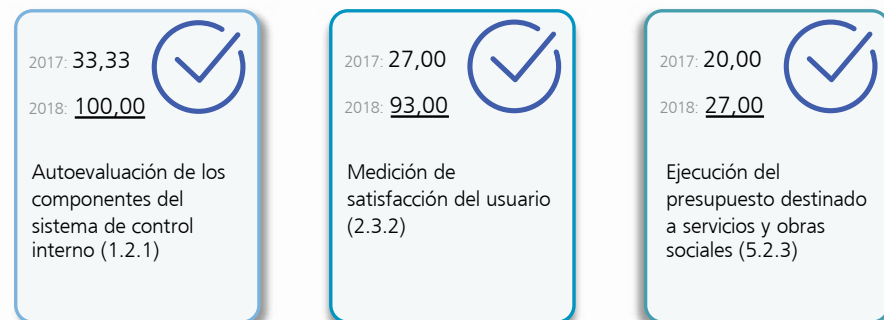 2017: 33,33
2018: 100,00
Autoevaluación de los
componentes del
sistema de control
interno (1.2.1)
2017: 27,00
2018: 93,00
Medición de
satisfacción del usuario
(2.3.2)
2017: 20,00
2018: 27,00
Ejecución del
presupuesto destinado
a servicios y obras
sociales (5.2.3)